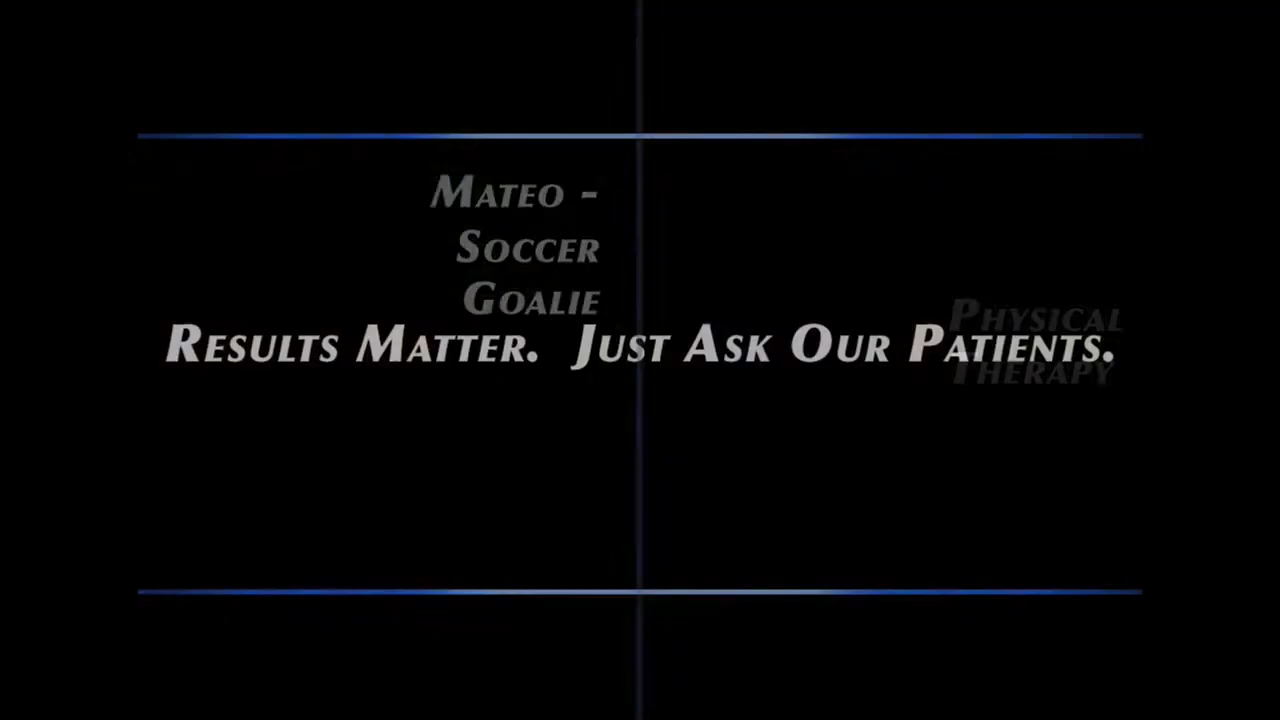 Mateo -
Soccer
Goalie
Physical
Results Matter.  Just Ask Our Patients.
Therapy